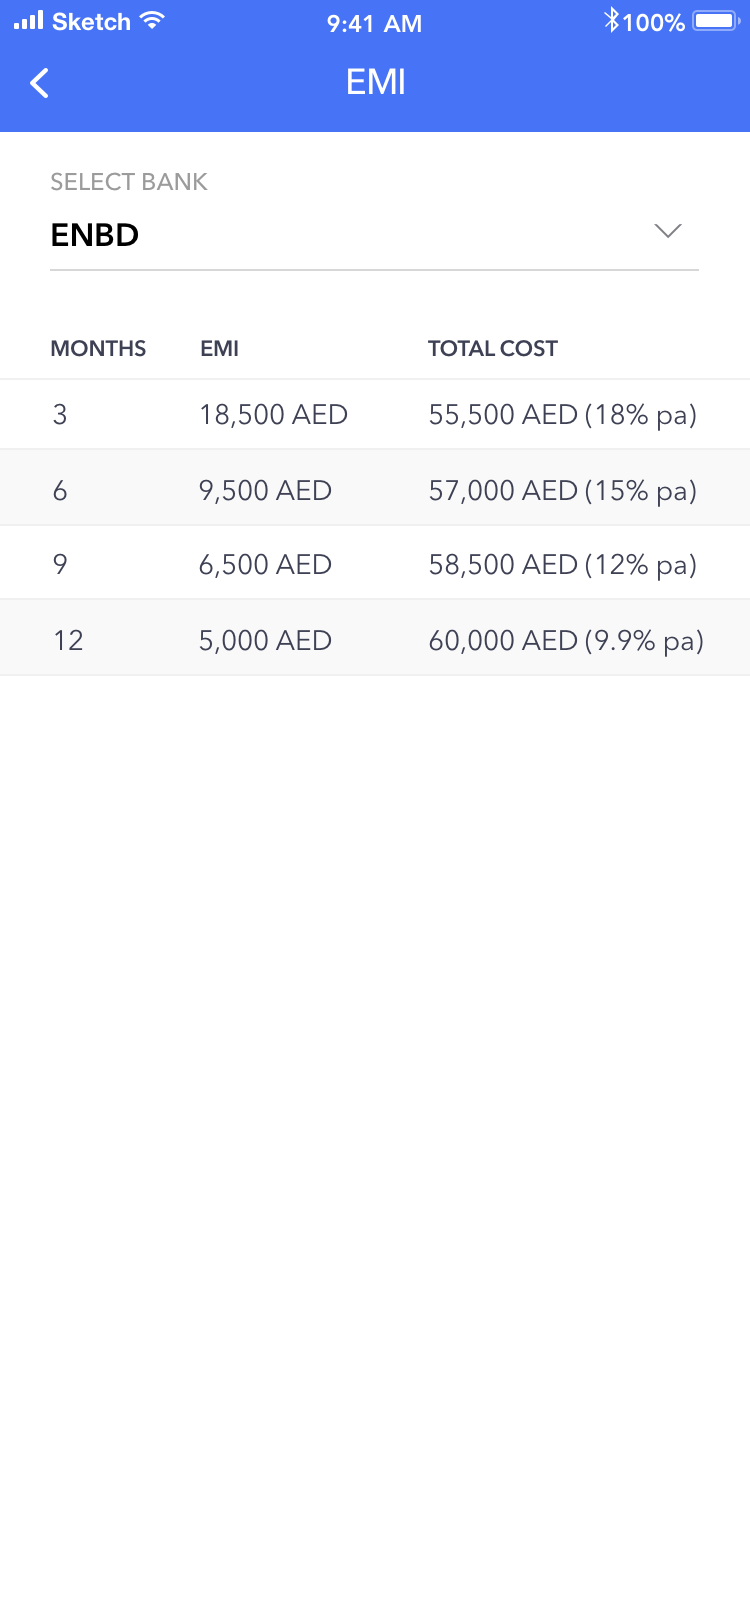 Sketch 9:41 AM 100%
EMI
SELECT BANK
ENBD
MONTHS EMI TOTAL COST
3 18,500 AED 55,500 AED (18% pa)
6 9,500 AED 57,000 AED (15% pa)
9 6,500 AED 58,500 AED (12% pa)
12 5,000 AED 60,000 AED (9.9% pa)